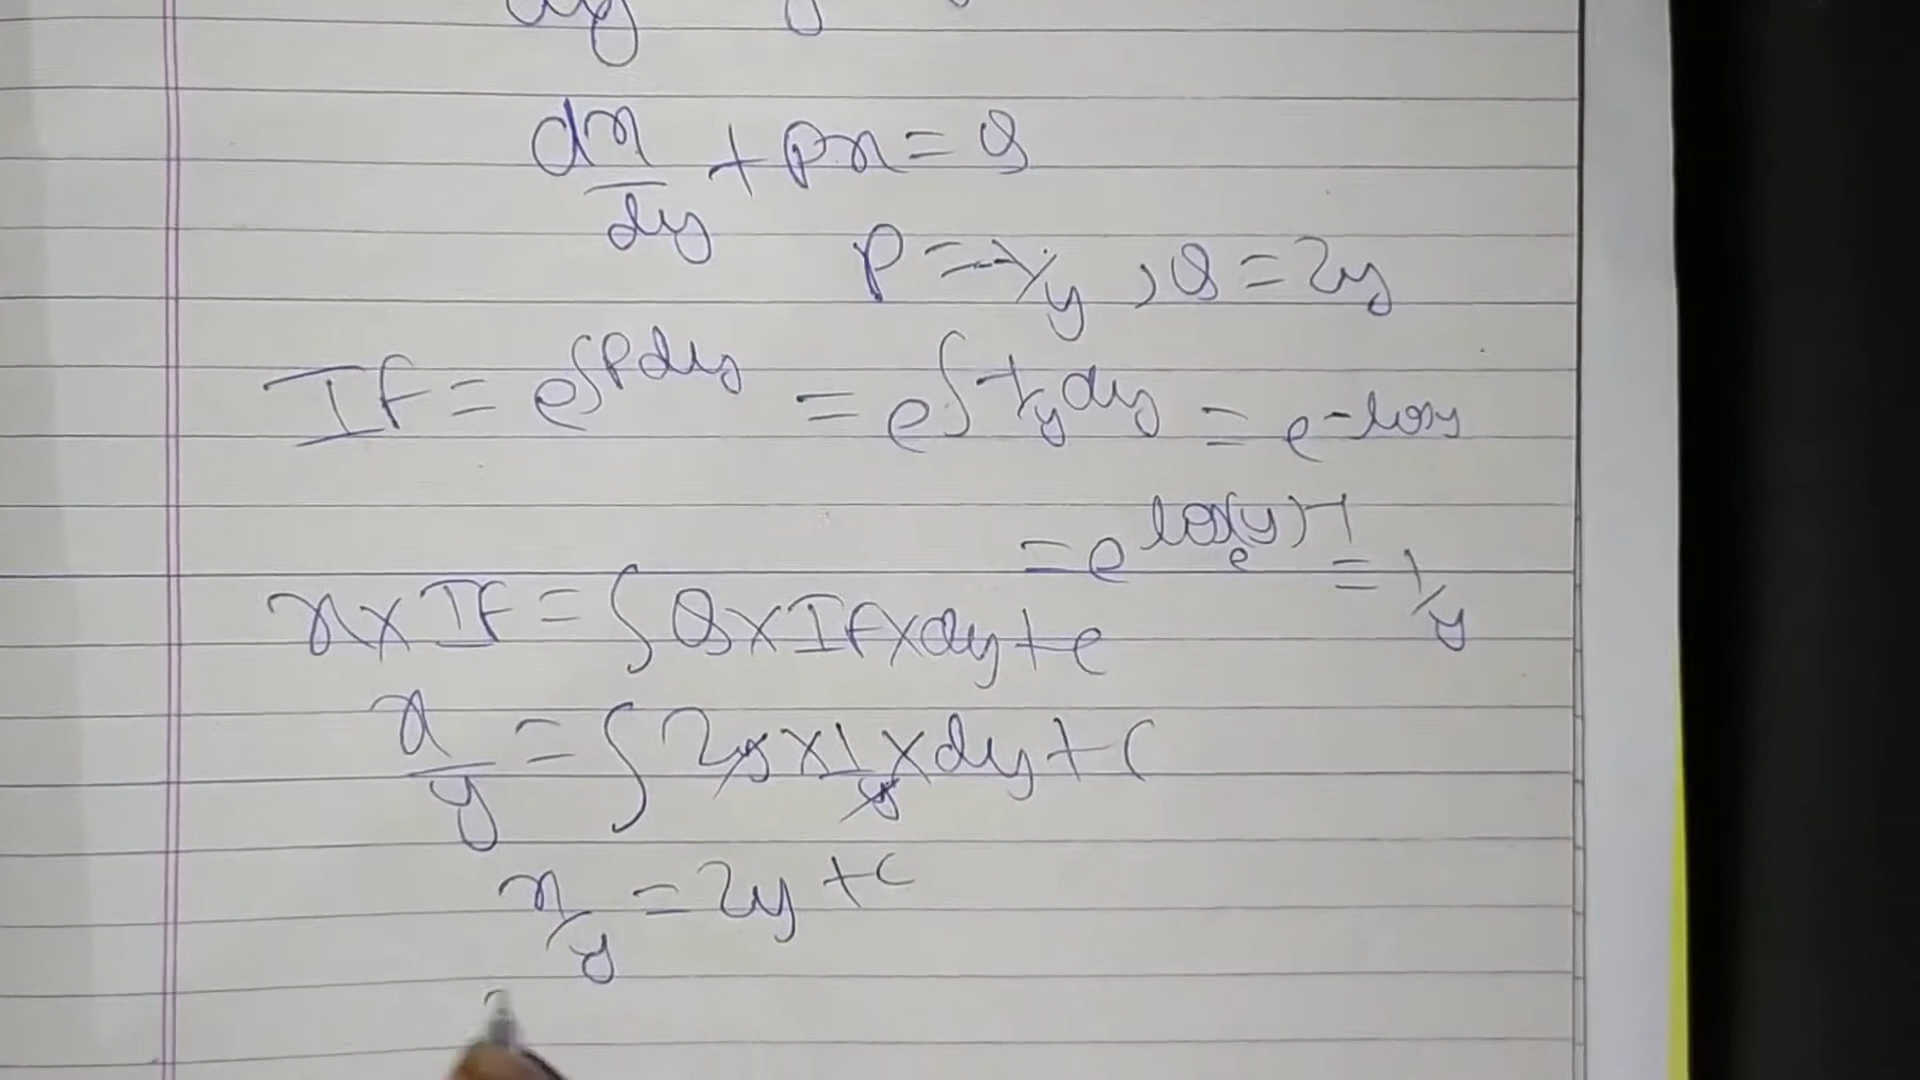 dx/dy + Px = Q
P = -1/y , Q = 2y
IF = e^∫Pdy = e^∫-1/y dy = e^-logy
= e^log_e(y)^-1 = 1/y
x × IF = ∫ Q × IF × dy + c
x/y = ∫ 2y × 1/y × dy + c
x/y = 2y + c